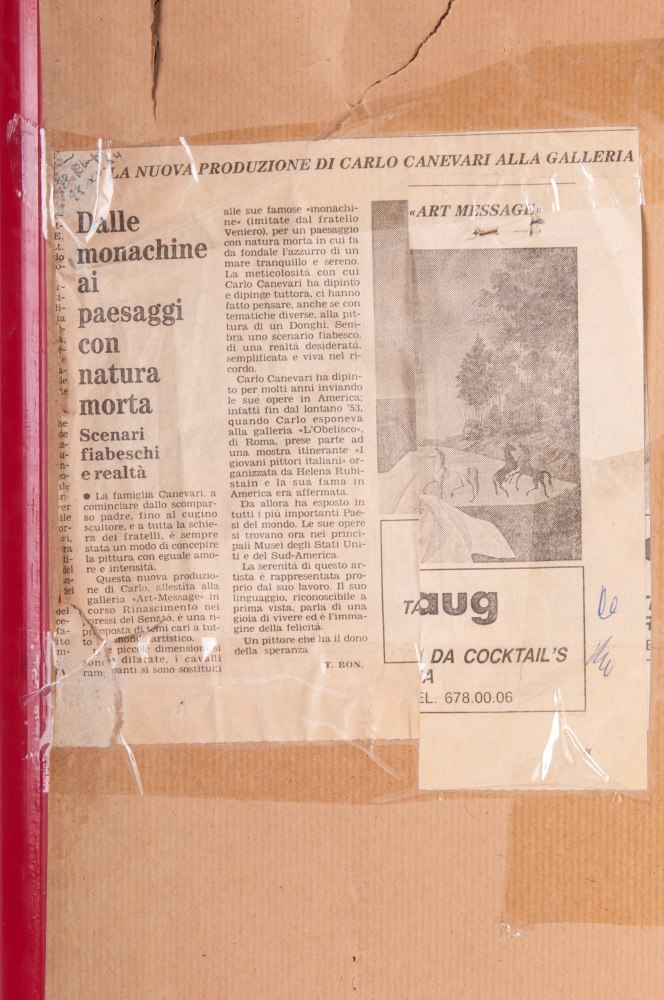 LA NUOVA PRODUZIONE DI CARLO CANEVARI ALLA GALLERIA
«ART MESSAGE»
Dalle
monachine
ai
paesaggi
con
natura
morta
Scenari
fiabeschi
e realtà
● La famiglia Canevari, a
cominciare dallo scompar-
so padre, fino al cugino
scultore, e a tutta la schie-
ra dei fratelli, è sempre
stata un modo di concepire
la pittura con eguale amo-
re e intensità.
Questa nuova produzio-
ne di Carlo, allestita alla
galleria «Art-Message» in
corso Rinascimento nei
pressi del Senato, è una ri-
proposta di temi cari a tut-
to mondo artistico.
piccole dimensioni si
sono dilatate, i cavalli
rampanti si sono sostituiti
alle sue famose «monachi-
ne» (imitate dal fratello
Veniero), per un paesaggio
con natura morta in cui fa
da fondale l'azzurro di un
mare tranquillo e sereno.
La meticolosità con cui
Carlo Canevari ha dipinto
e dipinge tuttora, ci hanno
fatto pensare, anche se con
tematiche diverse, alla pit-
tura di un Donghi. Sem-
bra uno scenario fiabesco,
di una realtà desiderata,
semplificata e viva nel ri-
cordo.
Carlo Canevari ha dipin-
to per molti anni inviando
le sue opere in America;
infatti fin dal lontano '53,
quando Carlo esponeva
alla galleria «L'Obelisco»,
di Roma, prese parte ad
una mostra itinerante «I
giovani pittori italiani» or-
ganizzata da Helena Rubi-
stain e la sua fama in
America era affermata.
Da allora ha esposto in
tutti i più importanti Pae-
si del mondo. Le sue opere
si trovano ora nei princi-
pali Musei degli Stati Uni-
ti e del Sud-America.
La serenità di questo ar-
tista è rappresentata pro-
prio dal suo lavoro. Il suo
linguaggio, riconoscibile a
prima vista, parla di una
gioia di vivere ed è l'imma-
gine della felicità.
Un pittore che ha il dono
della speranza
T. BON.
TA
aug
DA COCKTAIL'S
A
EL. 678.00.06